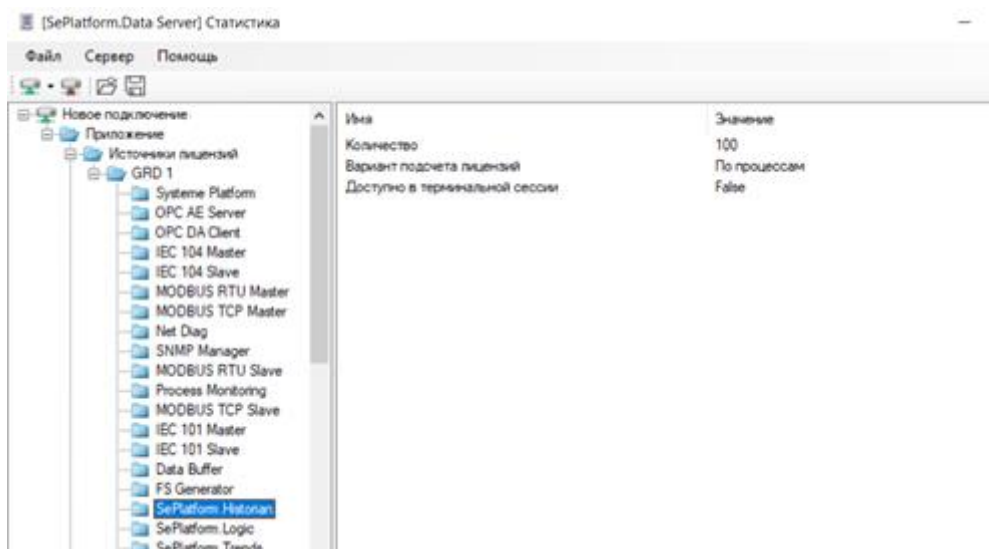 [SePlatform.Data Server] Статистика
Файл Сервер Помощь
Новое подключение
Приложение
Источники лицензий
GRD 1
Systeme Platform
OPC AE Server
OPC DA Client
IEC 104 Master
IEC 104 Slave
MODBUS RTU Master
MODBUS TCP Master
Net Diag
SNMP Manager
MODBUS RTU Slave
Process Monitoring
MODBUS TCP Slave
IEC 101 Master
IEC 101 Slave
Data Buffer
FS Generator
SePlatform.Historian
SePlatform.Logic
SePlatform.Trends
Имя Значение
Количество 100
Вариант подсчета лицензий По процессам
Доступно в терминальной сессии False